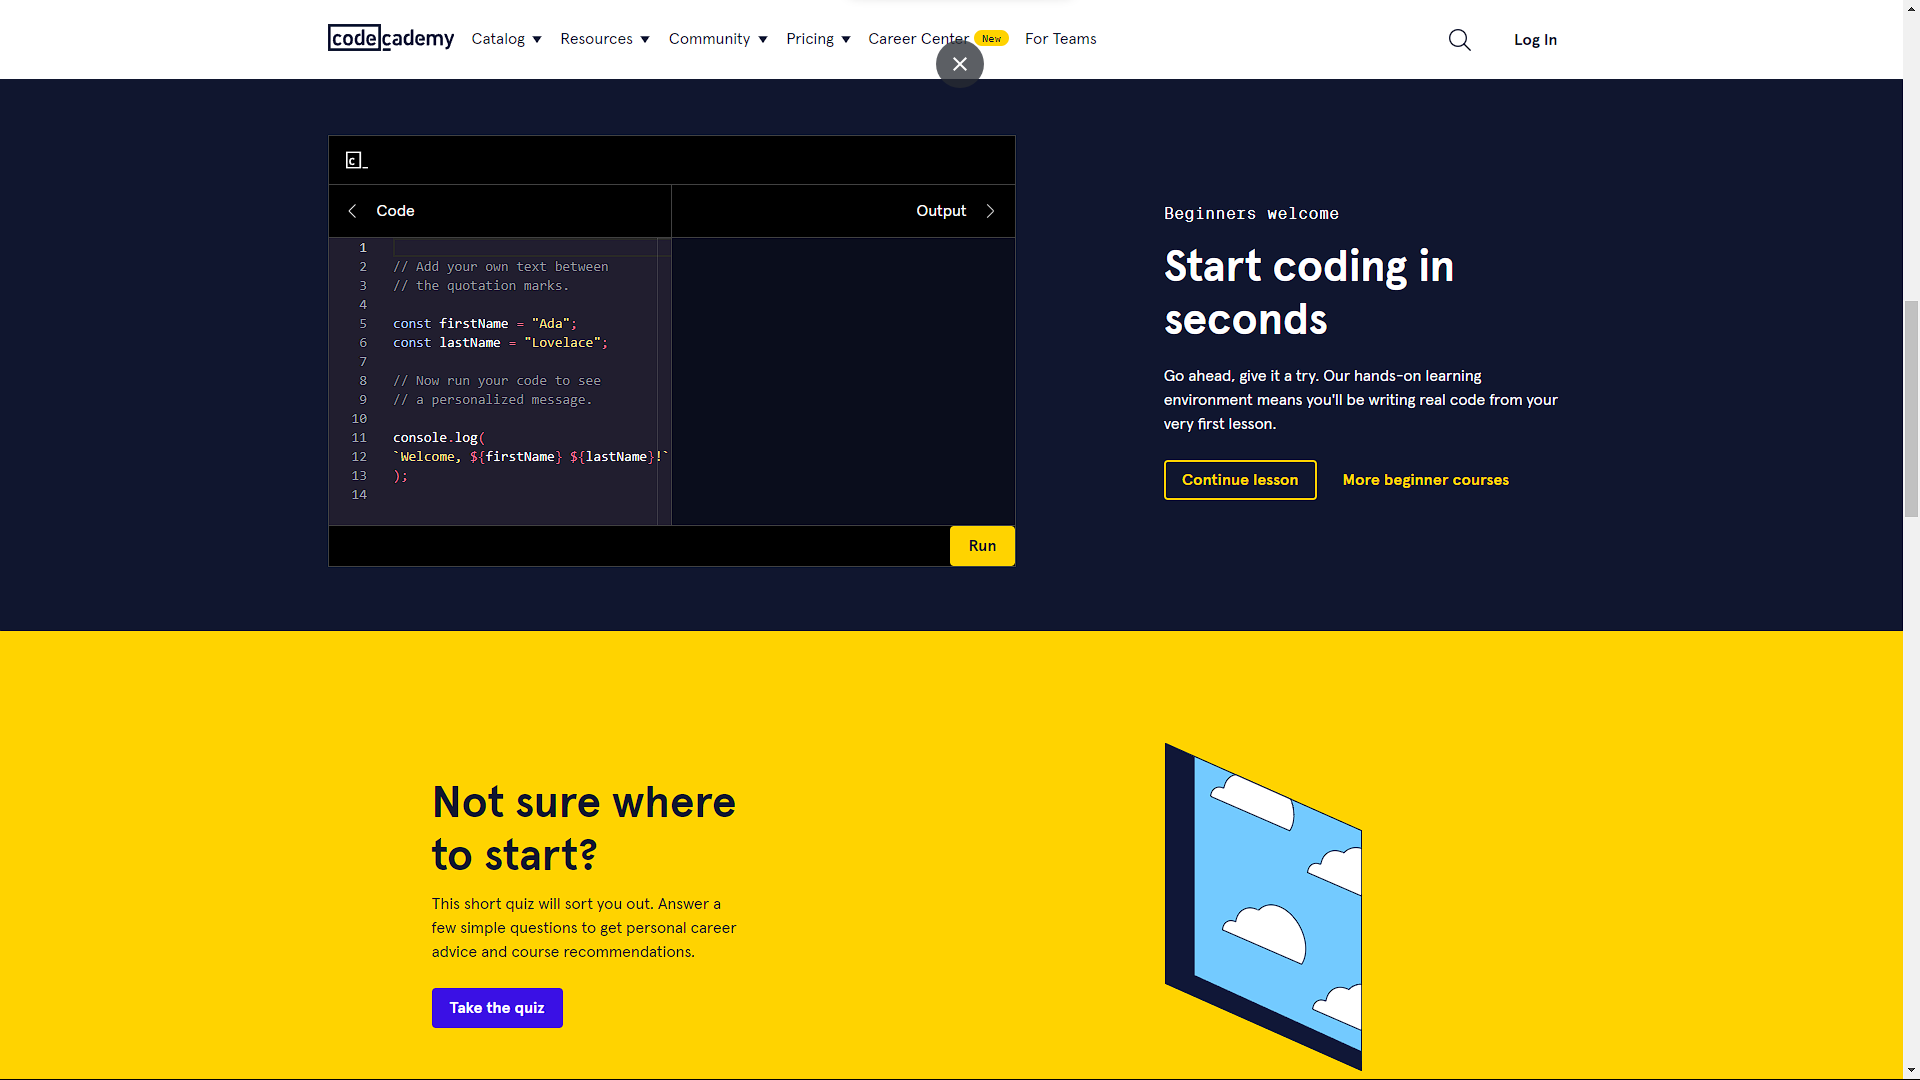 codecademy Catalog Resources Community Pricing Career Center New For Teams Log In
c_
Code Output
1
2 // Add your own text between
3 // the quotation marks.
4
5 const firstName = "Ada";
6 const lastName = "Lovelace";
7
8 // Now run your code to see
9 // a personalized message.
10
11 console.log(
12 `Welcome, ${firstName} ${lastName}!`
13 );
14
Run
Beginners welcome
Start coding in
seconds
Go ahead, give it a try. Our hands-on learning
environment means you'll be writing real code from your
very first lesson.
Continue lesson More beginner courses
Not sure where
to start?
This short quiz will sort you out. Answer a
few simple questions to get personal career
advice and course recommendations.
Take the quiz